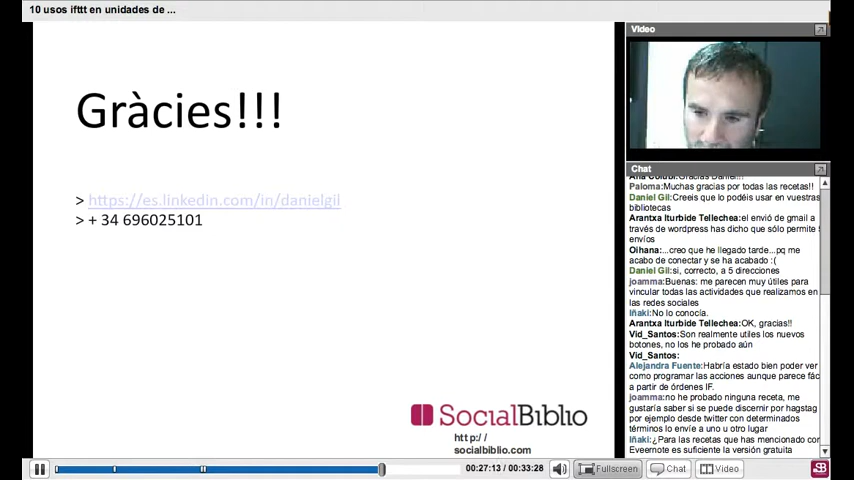 10 usos ifttt en unidades de ...
Gràcies!!!
> https://es.linkedin.com/in/danielgil
> + 34 696025101
SocialBiblio
http://
socialbiblio.com
Video
Chat
Paloma:Muchas gracias por todas las recetas!!
Daniel Gil:Creeis que lo podéis usar en vuestras
bibliotecas
Arantxa Iturbide Tellechea:el envió de gmail a
través de wordpress has dicho que sólo permite 5
envíos
Oihana:...creo que he llegado tarde...pq me
acabo de conectar y se ha acabado :(
Daniel Gil:si, correcto, a 5 direcciones
joamma:Buenas: me parecen muy útiles para
vincular todas las actividades que realizamos en
las redes sociales
Iñaki:No lo conocía.
Arantxa Iturbide Tellechea:OK, gracias!!
Vid_Santos:Son realmente utiles los nuevos
botones, no los he probado aún
Vid_Santos:
Alejandra Fuente:Habría estado bien poder ver
como programar las acciones aunque parece fác
a partir de órdenes IF.
joamma:no he probado ninguna receta, me
gustaría saber si se puede discernir por hagstag
por ejemplo desde twitter con determinados
términos lo envíe a uno u otro lugar
Iñaki:¿Para las recetas que has mencionado con
Eveernote es suficiente la versión gratuita
00:27:13 / 00:33:28
Fullscreen
Chat
Video
SB